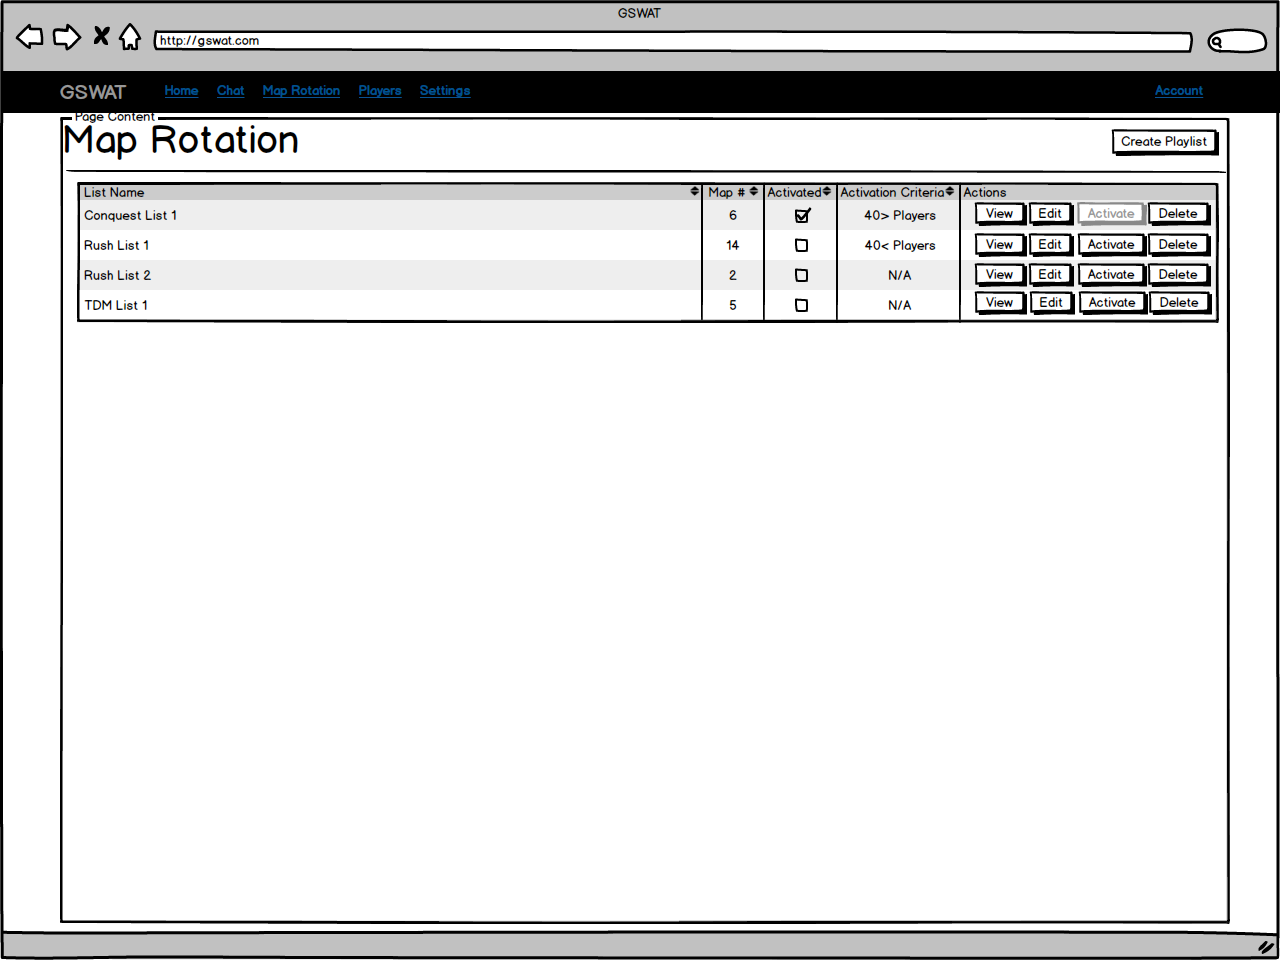 GSWAT
http://gswat.com
GSWAT Home Chat Map Rotation Players Settings Account
Page Content
Map Rotation Create Playlist
List Name Map # Activated Activation Criteria Actions
Conquest List 1 6 40> Players View Edit Activate Delete
Rush List 1 14 40< Players View Edit Activate Delete
Rush List 2 2 N/A View Edit Activate Delete
TDM List 1 5 N/A View Edit Activate Delete